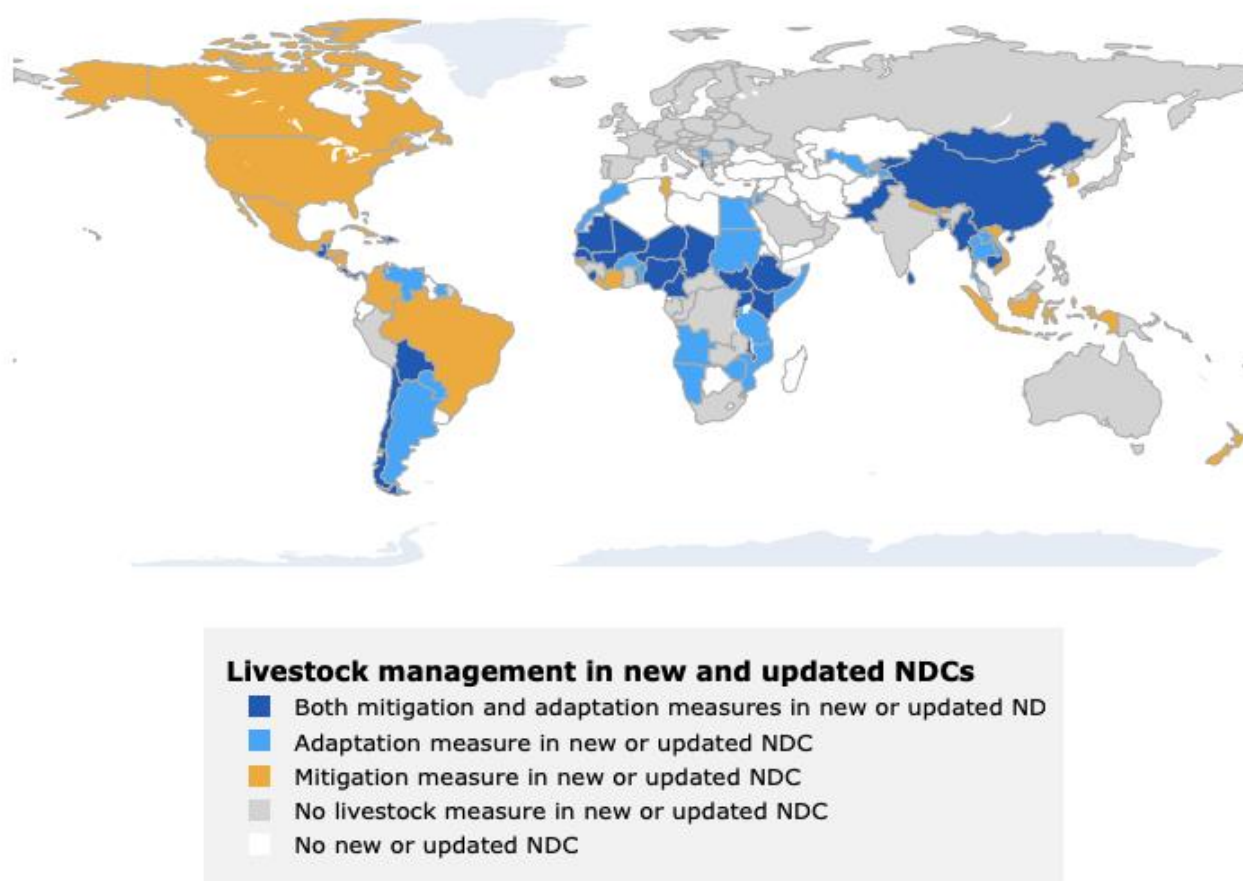 Livestock management in new and updated NDCs
Both mitigation and adaptation measures in new or updated ND
Adaptation measure in new or updated NDC
Mitigation measure in new or updated NDC
No livestock measure in new or updated NDC
No new or updated NDC